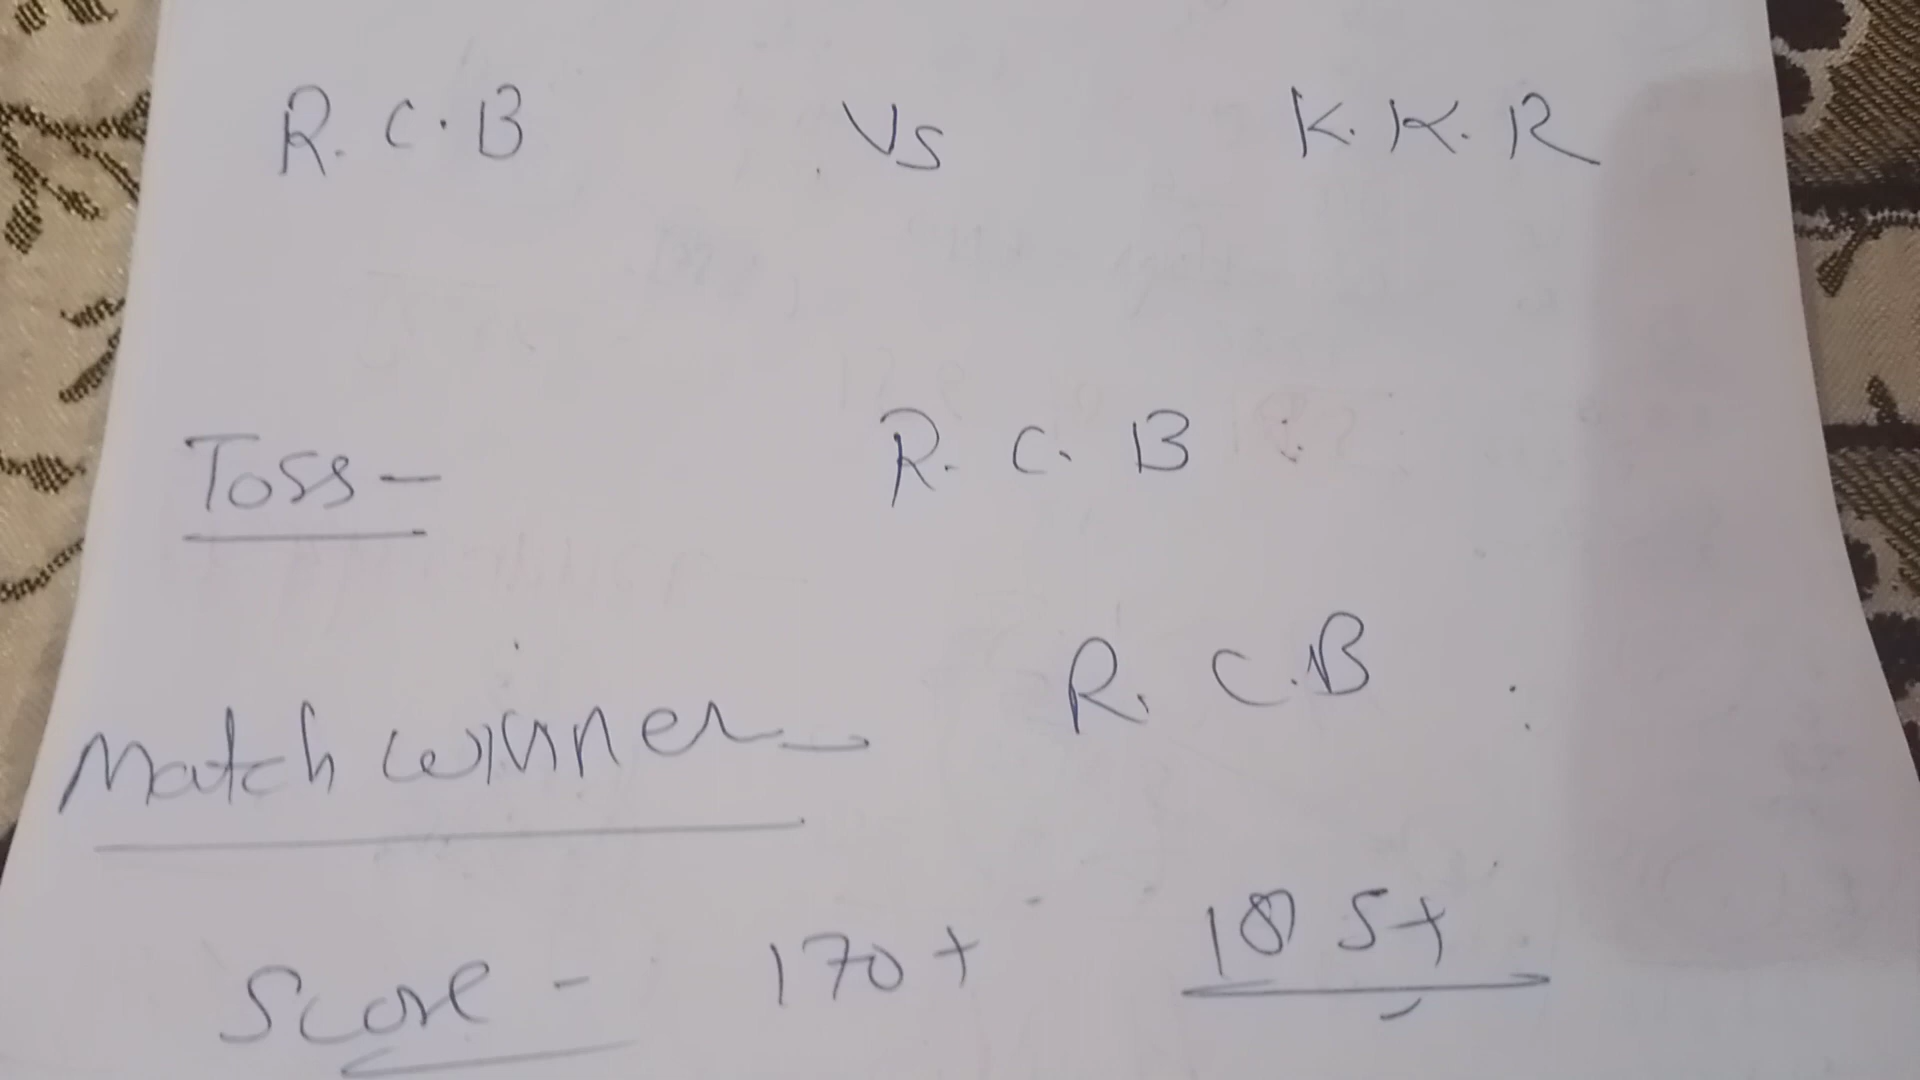 R. C. B Vs K. K. R
Toss- R. C. B
Match winner- R. C. B
Score - 170+ 185+